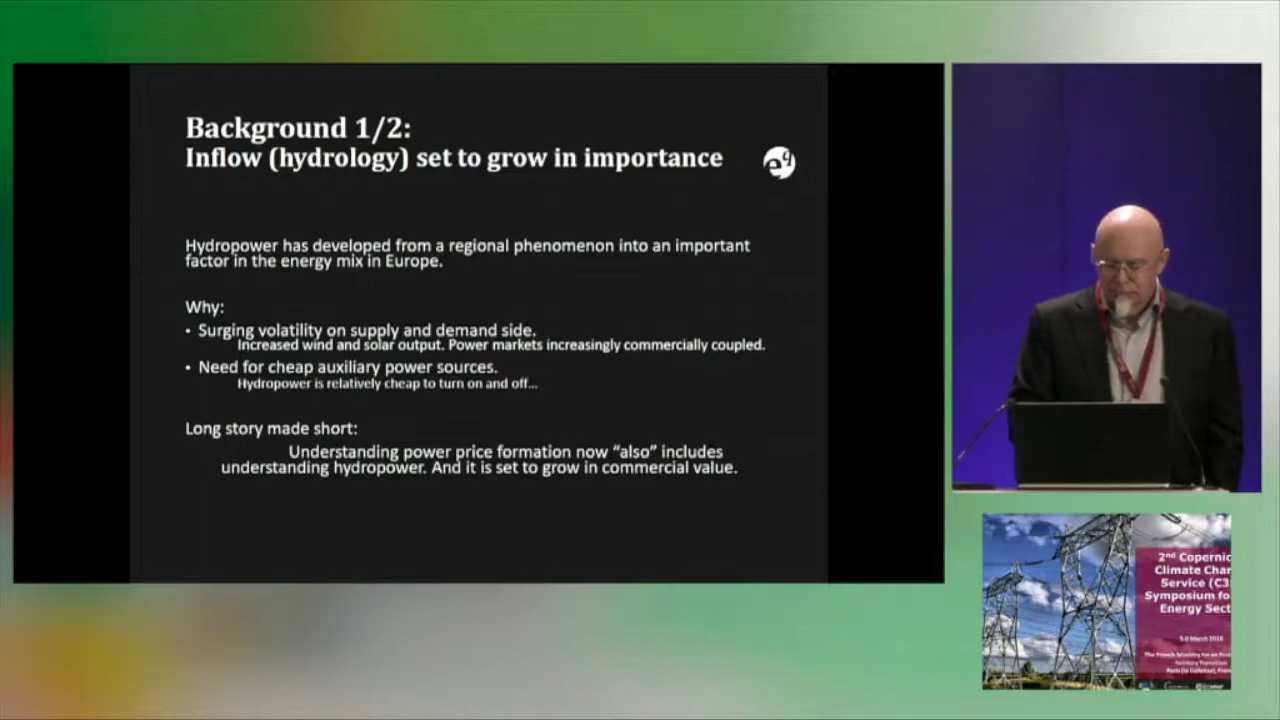 Background 1/2:
Inflow (hydrology) set to grow in importance
e9
Hydropower has developed from a regional phenomenon into an important
factor in the energy mix in Europe.
Why:
• Surging volatility on supply and demand side.
Increased wind and solar output. Power markets increasingly commercially coupled.
• Need for cheap auxiliary power sources.
Hydropower is relatively cheap to turn on and off...
Long story made short:
Understanding power price formation now “also” includes
understanding hydropower. And it is set to grow in commercial value.
2nd Copernic
Climate Char
Service (C3
Symposium fo
Energy Sect
March 2018